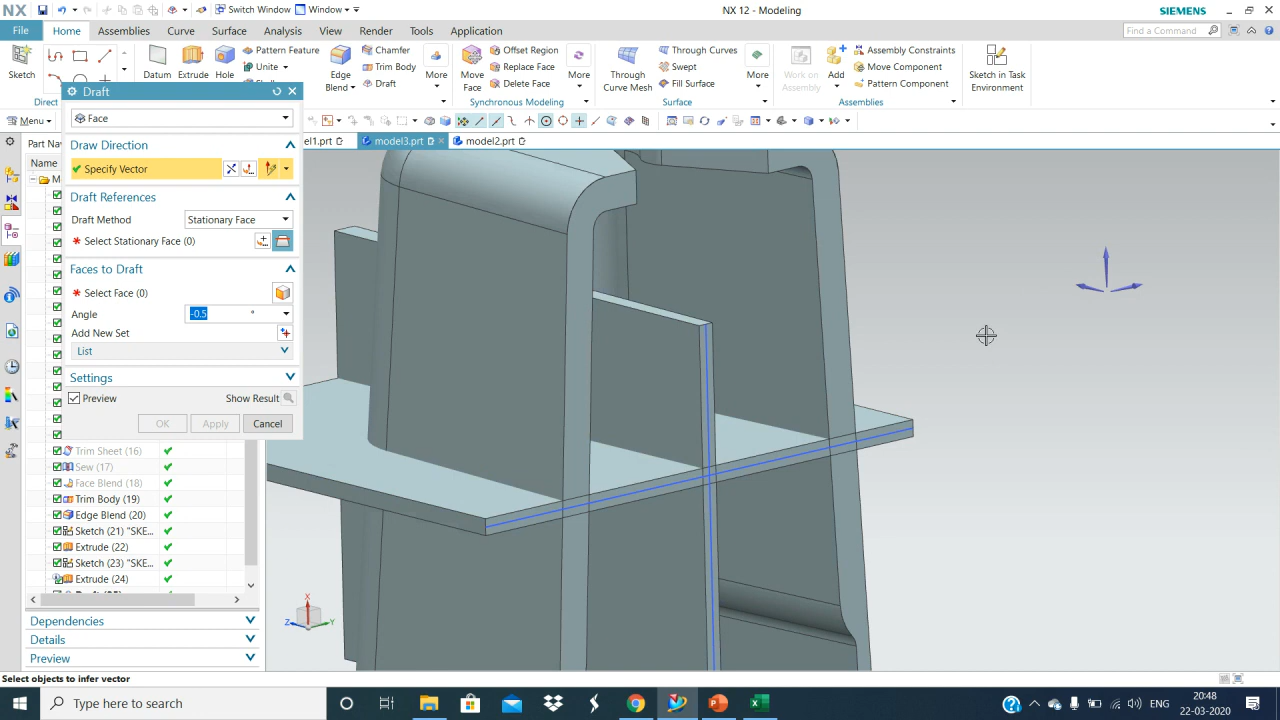 NX
Switch Window
Window
NX 12 - Modeling
SIEMENS
File
Home
Assemblies
Curve
Surface
Analysis
View
Render
Tools
Application
Find a Command
Sketch
Datum
Extrude
Hole
Pattern Feature
Unite
Edge Blend
Chamfer
Trim Body
Draft
More
Move Face
Offset Region
Replace Face
Delete Face
More
Through Curve Mesh
Through Curves
Swept
Fill Surface
More
Work on Assembly
Add
Assembly Constraints
Move Component
Pattern Component
Sketch in Task Environment
Direct
Synchronous Modeling
Surface
Assemblies
Menu
Draft
Face
Draw Direction
Specify Vector
Draft References
Draft Method
Stationary Face
* Select Stationary Face (0)
Faces to Draft
* Select Face (0)
Angle
-0.5
°
Add New Set
List
Settings
Preview
Show Result
OK
Apply
Cancel
Part Na
Name
M
el1.prt
model3.prt
model2.prt
Trim Sheet (16)
Sew (17)
Face Blend (18)
Trim Body (19)
Edge Blend (20)
Sketch (21) "SKE...
Extrude (22)
Sketch (23) "SKE...
Extrude (24)
Dependencies
Details
Preview
X
Z
Y
Select objects to infer vector
Type here to search
ENG
20:48
22-03-2020